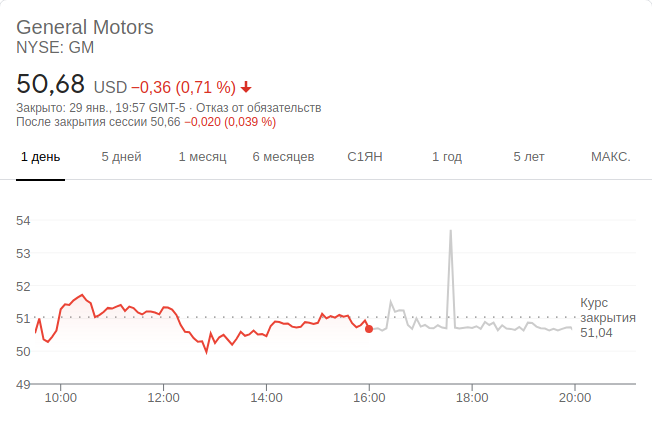 General Motors
NYSE: GM
50,68 USD −0,36 (0,71 %)
Закрыто: 29 янв., 19:57 GMT-5 · Отказ от обязательств
После закрытия сессии 50,66 −0,020 (0,039 %)
1 день 5 дней 1 месяц 6 месяцев С1ЯН 1 год 5 лет МАКС.
54
53
52
51
50
49
Курс
закрытия
51,04
10:00 12:00 14:00 16:00 18:00 20:00